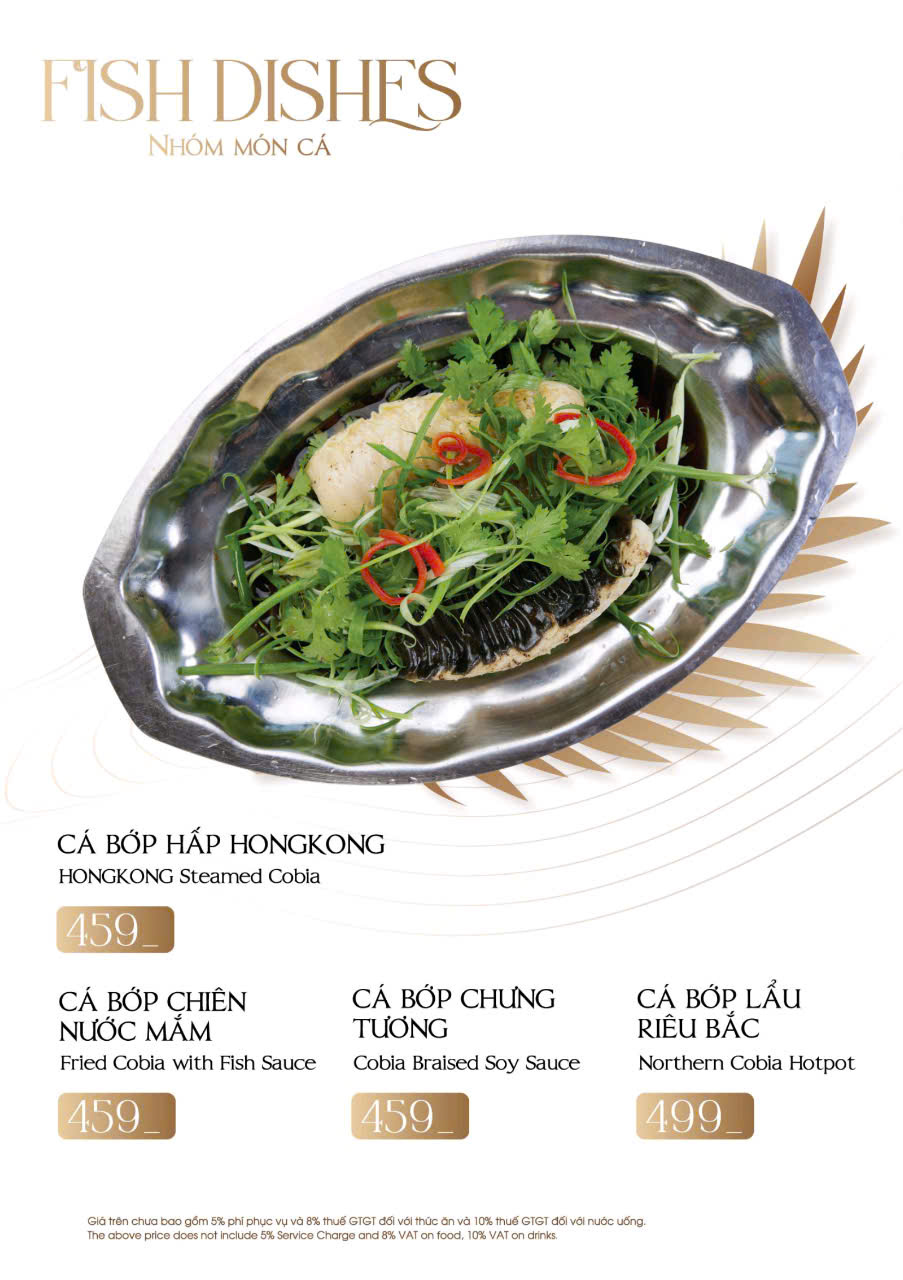 FISH DISHES
NHÓM MÓN CÁ
CÁ BỚP HẤP HONGKONG
HONGKONG Steamed Cobia
459_
CÁ BỚP CHIÊN
NƯỚC MẮM
Fried Cobia with Fish Sauce
459_
CÁ BỚP CHƯNG
TƯƠNG
Cobia Braised Soy Sauce
459_
CÁ BỚP LẨU
RIÊU BẮC
Northern Cobia Hotpot
499_
Giá trên chưa bao gồm 5% phí phục vụ và 8% thuế GTGT đối với thức ăn và 10% thuế GTGT đối với nước uống.
The above price does not include 5% Service Charge and 8% VAT on food, 10% VAT on drinks.